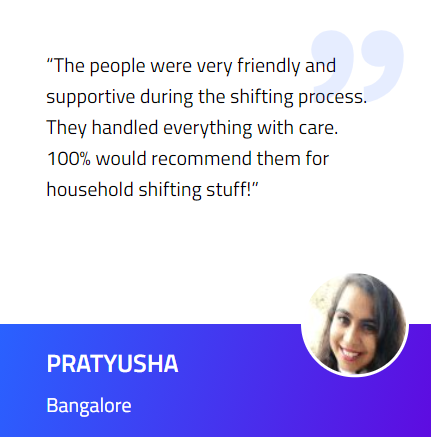 “The people were very friendly and
supportive during the shifting process.
They handled everything with care.
100% would recommend them for
household shifting stuff!”
PRATYUSHA
Bangalore